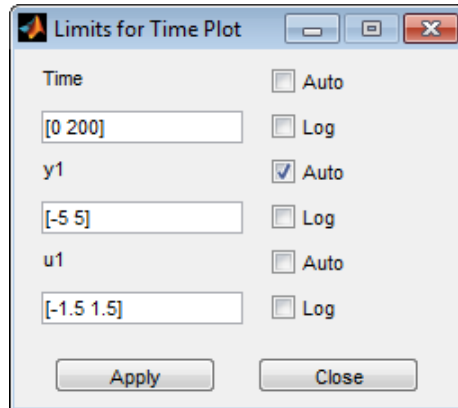 Limits for Time Plot
Time
Auto
[0 200]
Log
y1
Auto
[-5 5]
Log
u1
Auto
[-1.5 1.5]
Log
Apply
Close